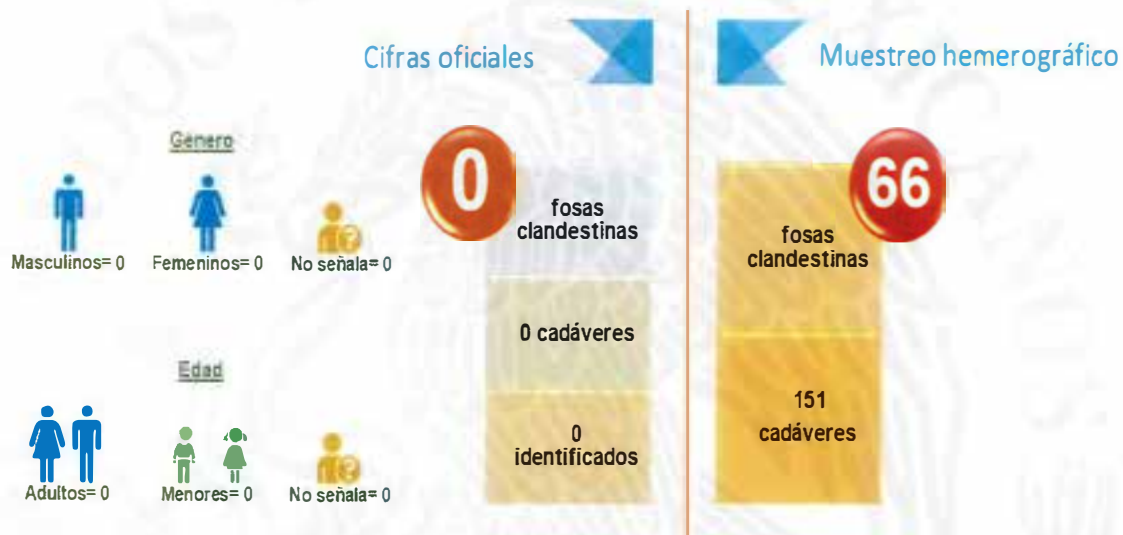 Cifras oficiales
Muestreo hemerográfico
Género
Masculinos= 0
Femeninos= 0
No señala= 0
Edad
Adultos= 0
Menores= 0
No señala= 0
0
fosas
clandestinas
0 cadáveres
0
identificados
66
fosas
clandestinas
151
cadáveres